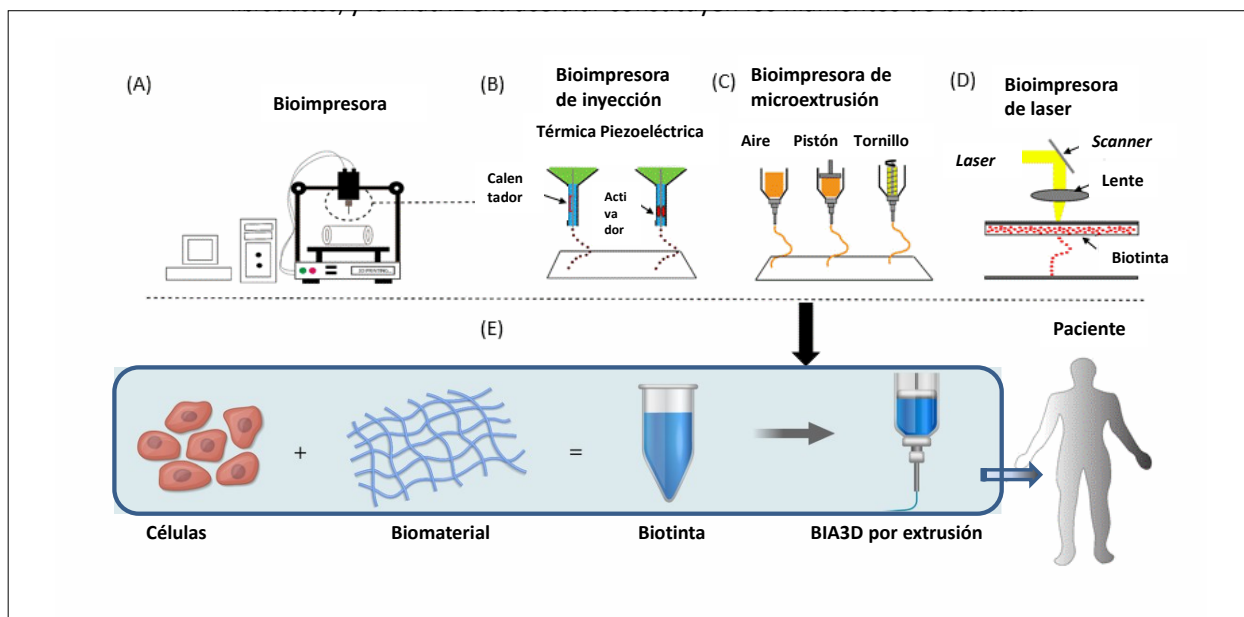 (A)
Bioimpresora
(B)
Bioimpresora
de inyección
Térmica Piezoeléctrica
Calen
tador
Acti
va
dor
(C)
Bioimpresora de
microextrusión
Aire Pistón Tornillo
(D)
Bioimpresora
de laser
Scanner
Laser
Lente
Biotinta
(E)
Paciente
+
=
Células
Biomaterial
Biotinta
BIA3D por extrusión